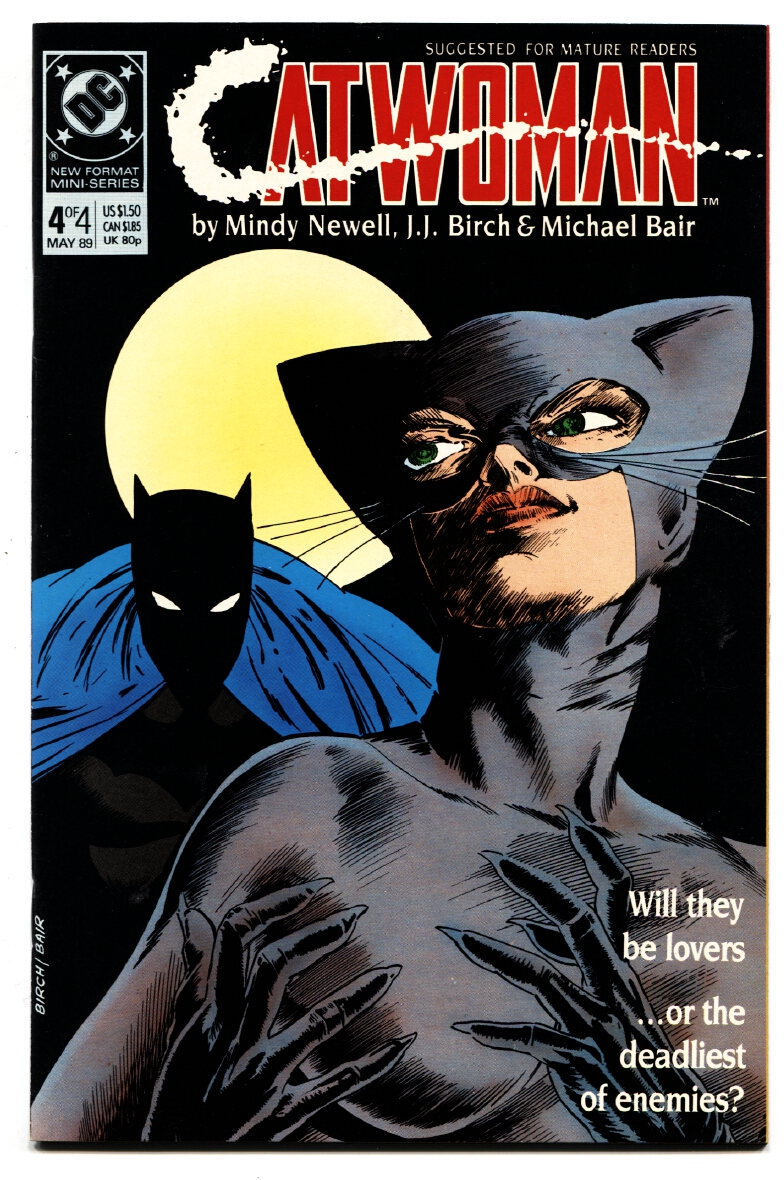 SUGGESTED FOR MATURE READERS
DC
®
NEW FORMAT
MINI-SERIES
4 OF 4
MAY 89
US $1.50
CAN $1.85
UK 80p
CATWOMAN™
by Mindy Newell, J.J. Birch & Michael Bair
Will they
be lovers
...or the
deadliest
of enemies?
BIRCH/BAIR